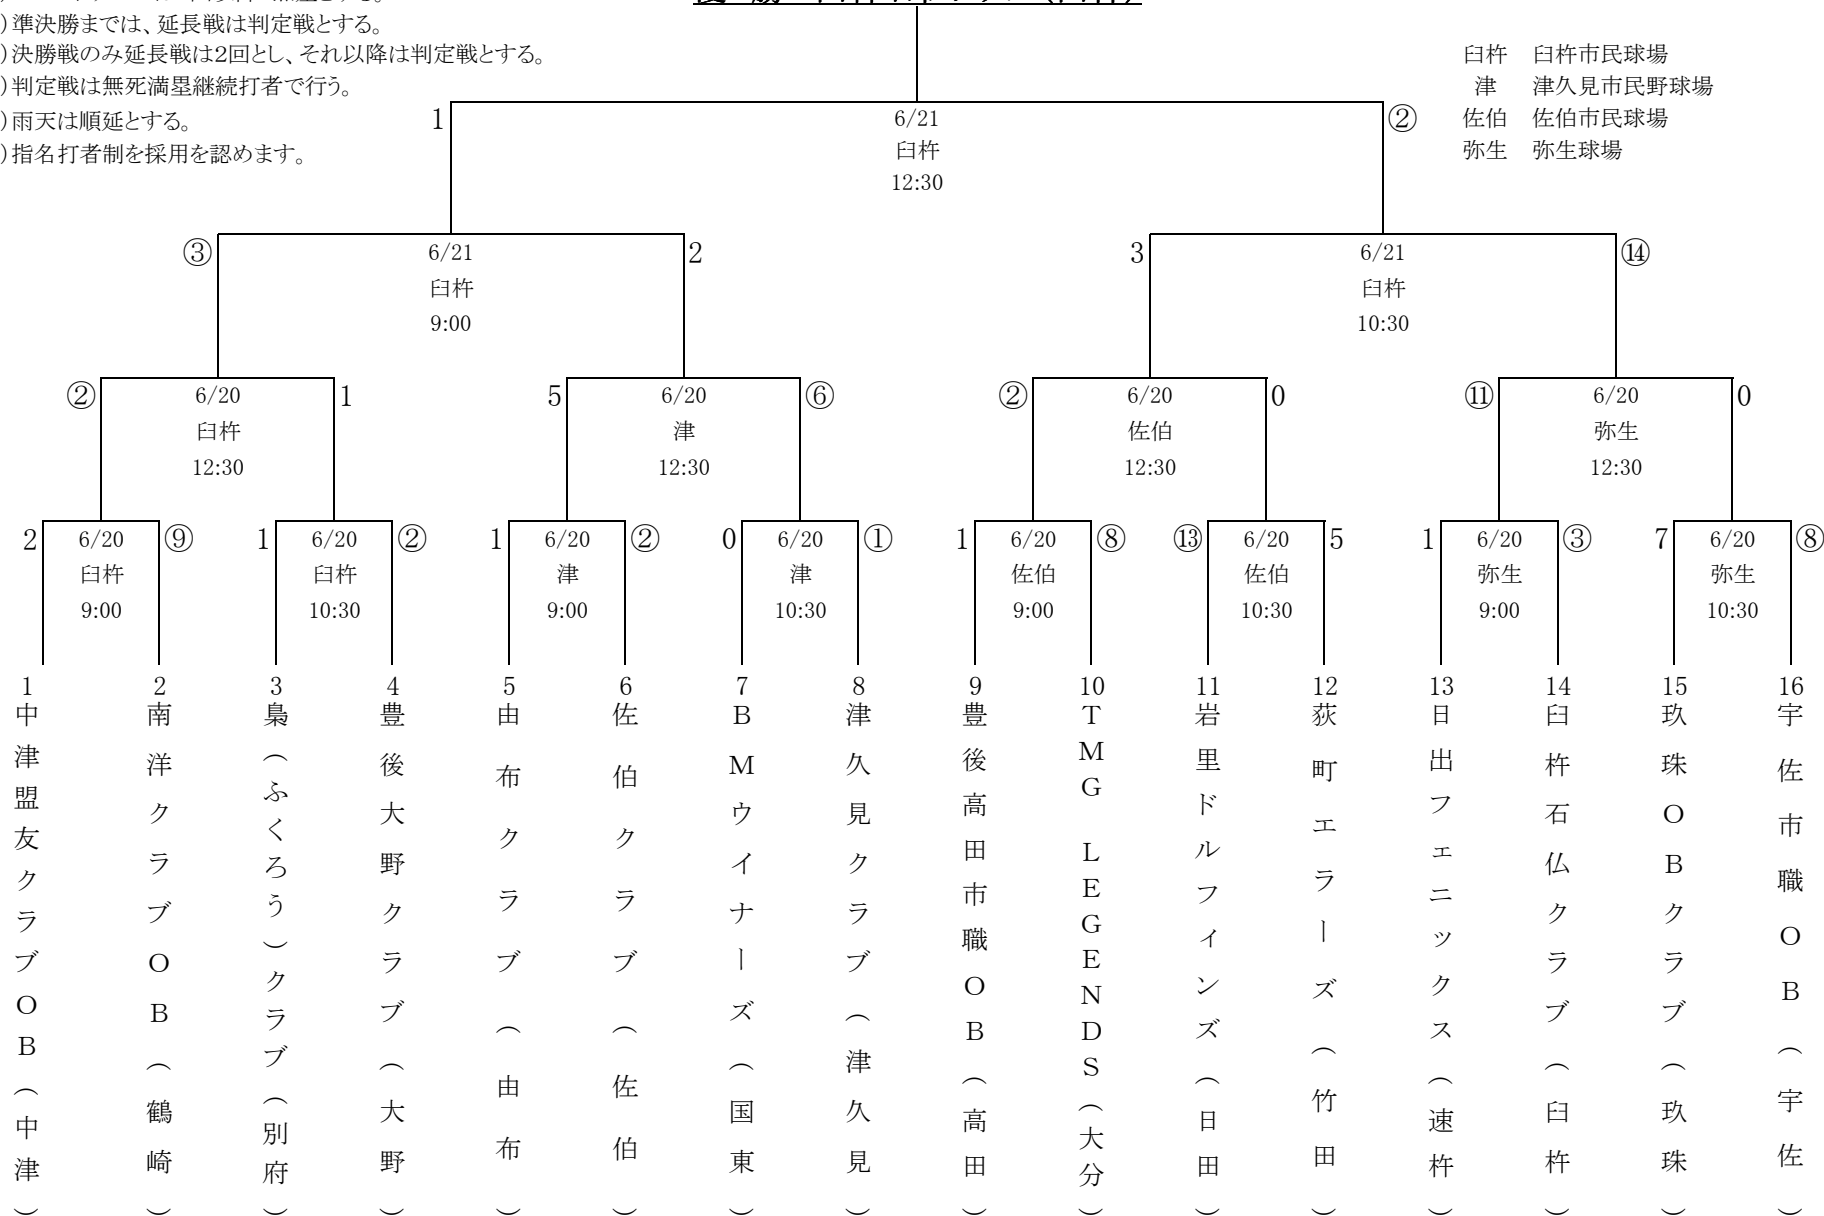 )準決勝までは、延長戦は判定戦とする。
)決勝戦のみ延長戦は2回とし、それ以降は判定戦とする。
)判定戦は無死満塁継続打者で行う。
)雨天は順延とする。
)指名打者制を採用を認めます。
臼杵 臼杵市民球場
津 津久見市民野球場
佐伯 佐伯市民球場
弥生 弥生球場
1 ②
6/21
臼杵
12:30
③ 2 3 ⑭
6/21 6/21
臼杵 臼杵
9:00 10:30
② 1 5 ⑥ ② 0 ⑪ 0
6/20 6/20 6/20 6/20
臼杵 津 佐伯 弥生
12:30 12:30 12:30 12:30
2 ⑨ 1 ② 1 ② 0 ① 1 ⑧ ⑬ 5 1 ③ 7 ⑧
6/20 6/20 6/20 6/20 6/20 6/20 6/20 6/20
臼杵 臼杵 津 津 佐伯 佐伯 弥生 弥生
9:00 10:30 9:00 10:30 9:00 10:30 9:00 10:30
1 中津盟友クラブOB(中津)
2 南洋クラブOB(鶴崎)
3 梟(ふくろう)クラブ(別府)
4 豊後大野クラブ(大野)
5 由布クラブ(由布)
6 佐伯クラブ(佐伯)
7 BMウイナーズ(国東)
8 津久見クラブ(津久見)
9 豊後高田市職OB(高田)
10 TMG LEGENDS(大分)
11 岩里ドルフィンズ(日田)
12 荻町エラーズ(竹田)
13 日出フェニックス(速杵)
14 臼杵石仏クラブ(臼杵)
15 玖珠OBクラブ(玖珠)
16 宇佐市職OB(宇佐)